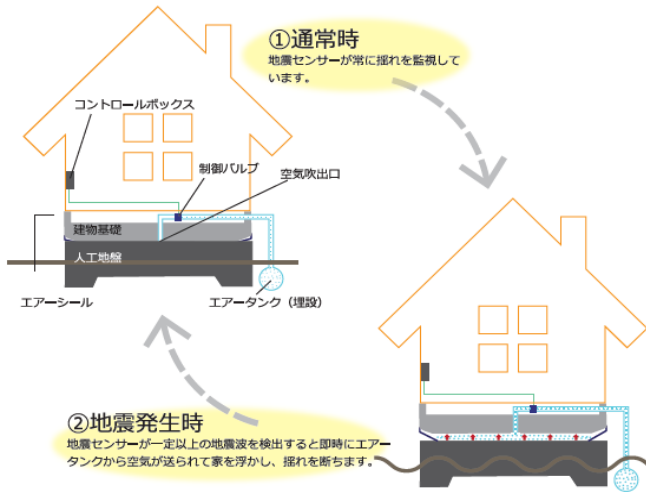 ①通常時
地震センサーが常に揺れを監視して
います。
コントロールボックス
制御バルブ
空気吹出口
建物基礎
人工地盤
エアーシール
エアータンク（埋設）
②地震発生時
地震センサーが一定以上の地震波を検出すると即時にエアー
タンクから空気が送られて家を浮かし、揺れを断ちます。